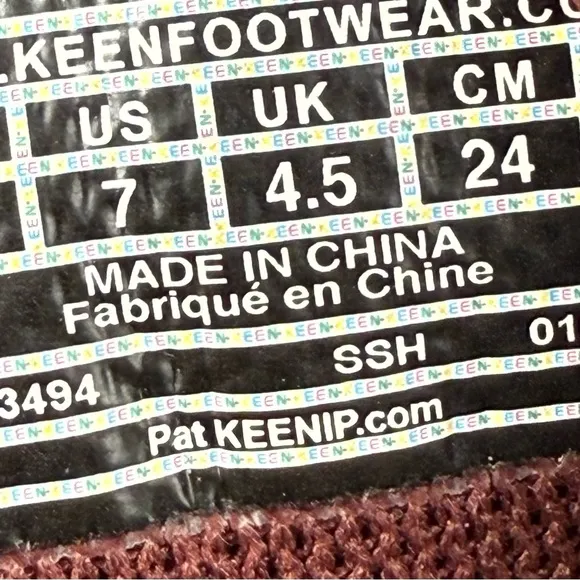 .KEENFOOTWEAR.CO
US UK CM
7 4.5 24
MADE IN CHINA
Fabriqué en Chine
3494 SSH 01
Pat KEENIP.com